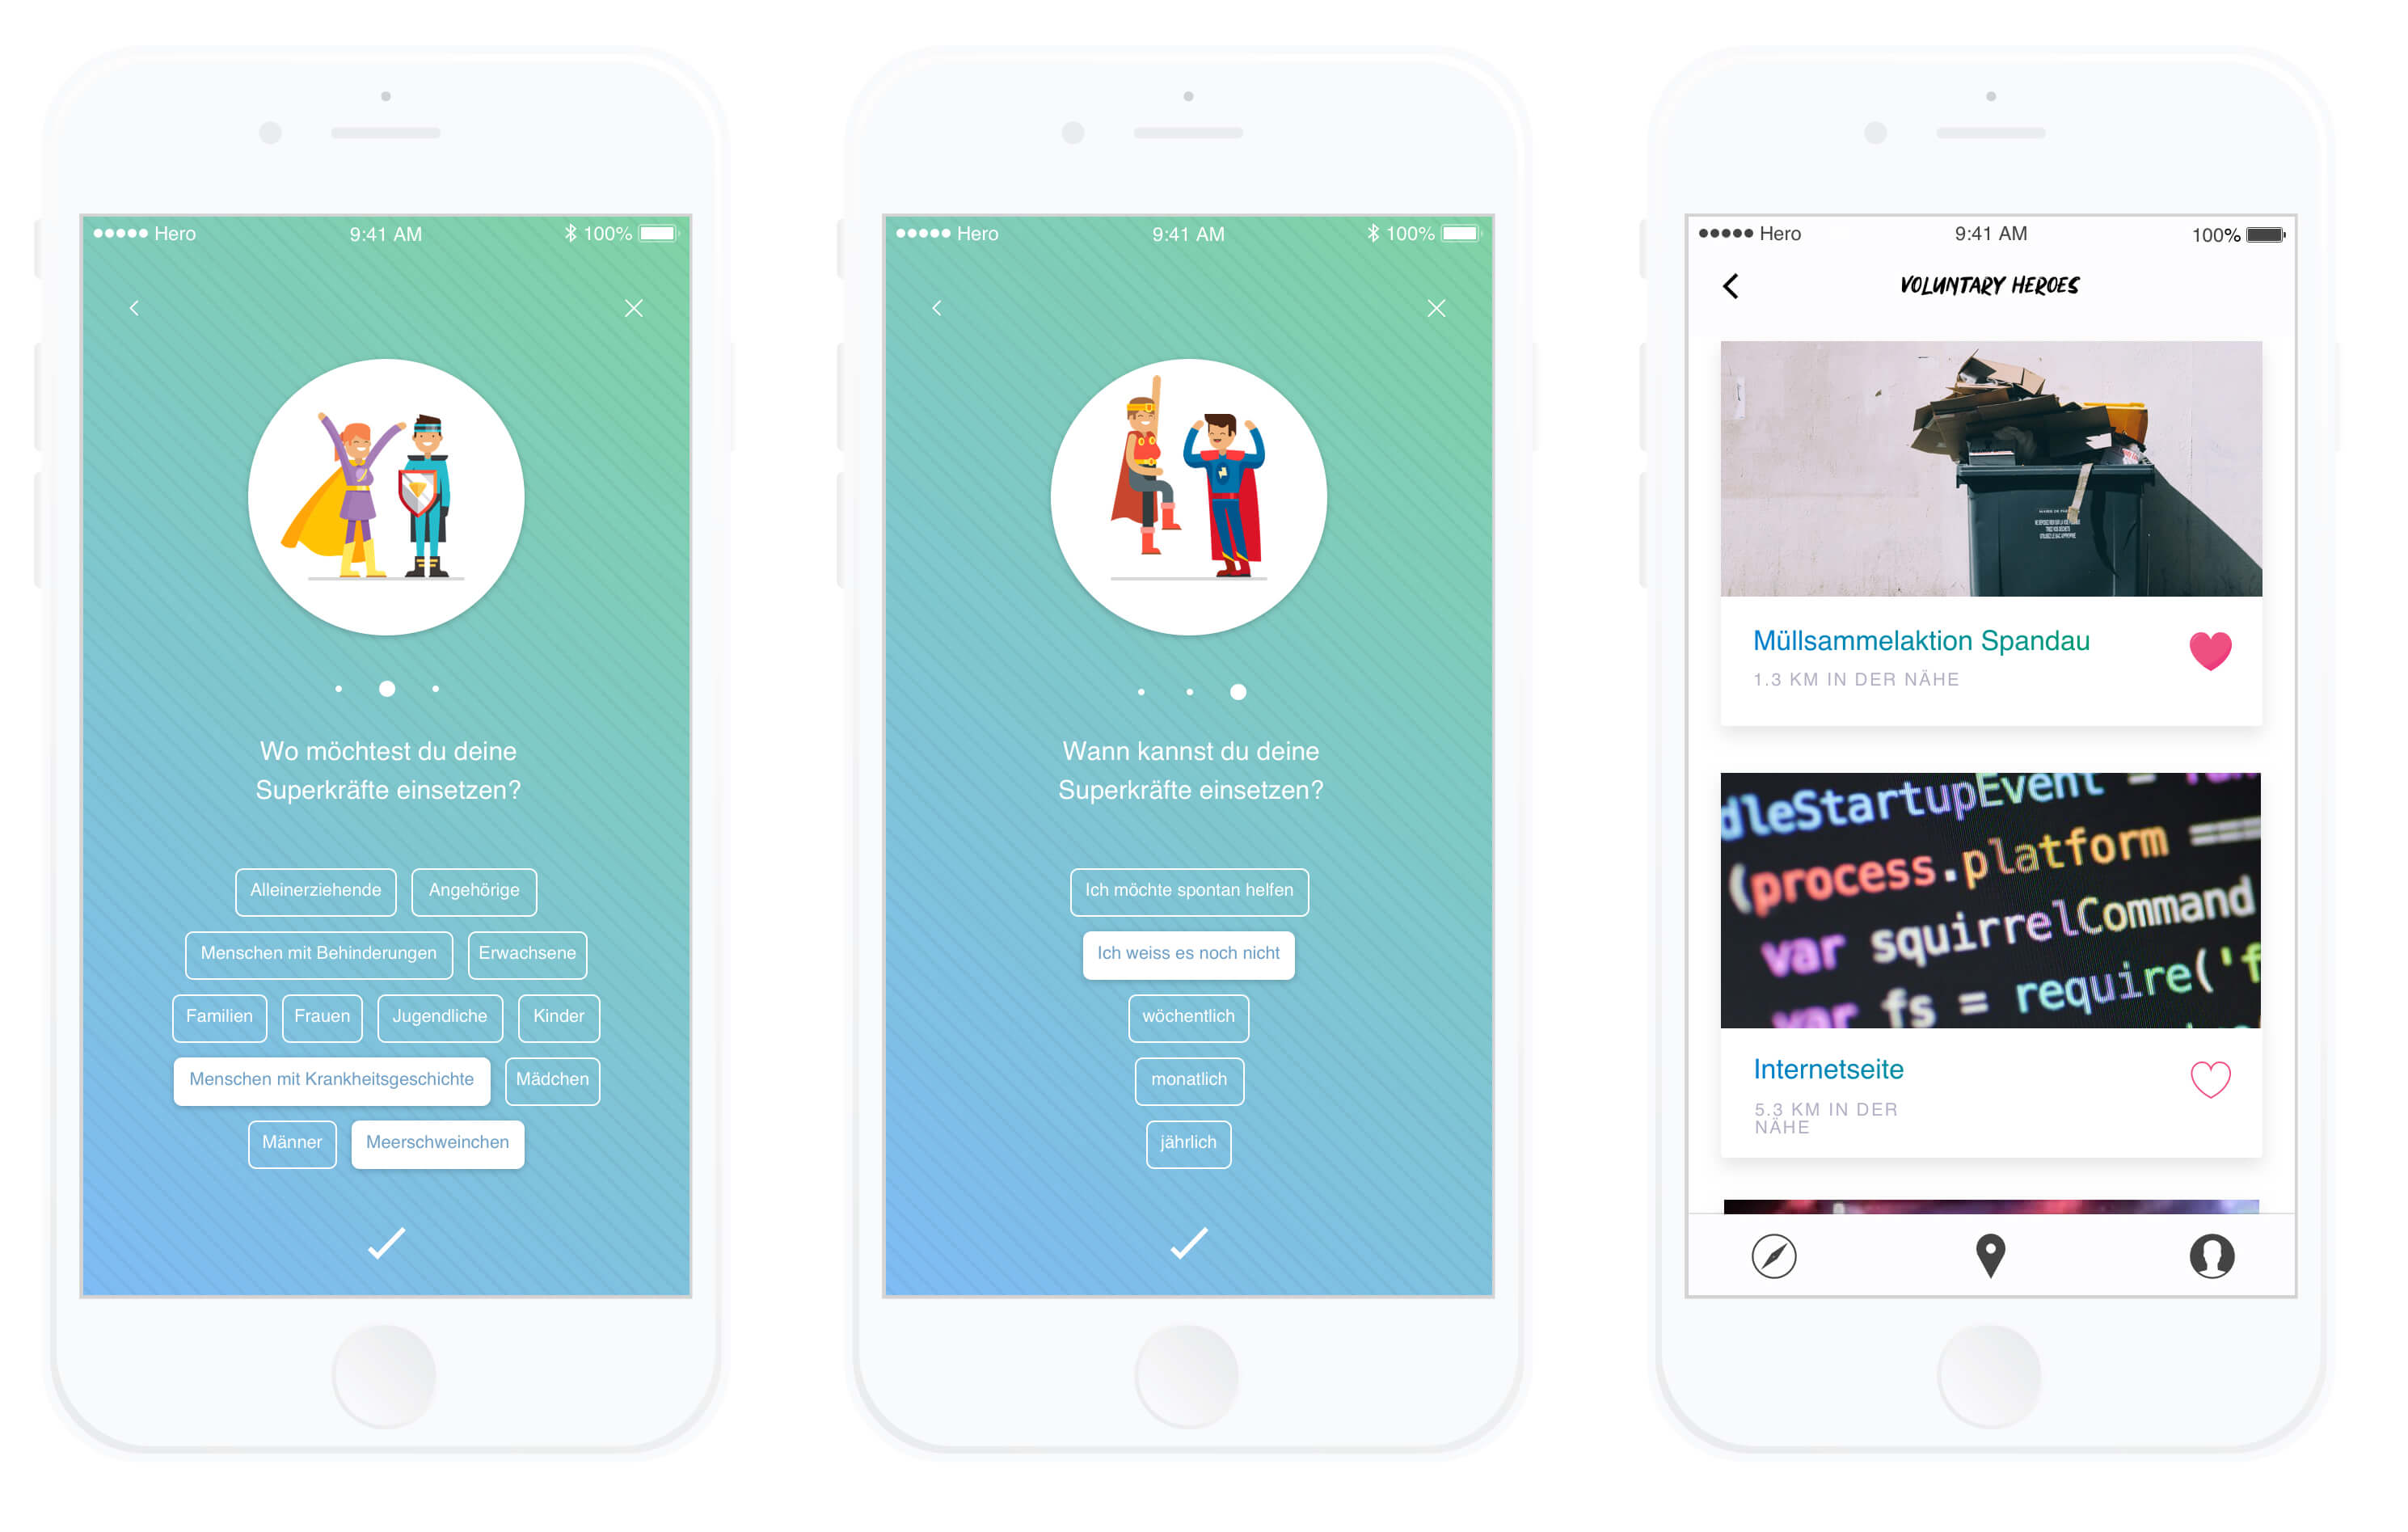 Hero 9:41 AM 100%
Wo möchtest du deine
Superkräfte einsetzen?
Alleinerziehende Angehörige
Menschen mit Behinderungen Erwachsene
Familien Frauen Jugendliche Kinder
Menschen mit Krankheitsgeschichte Mädchen
Männer Meerschweinchen
Hero 9:41 AM 100%
Wann kannst du deine
Superkräfte einsetzen?
Ich möchte spontan helfen
Ich weiss es noch nicht
wöchentlich
monatlich
jährlich
Hero 9:41 AM 100%
VOLUNTARY HEROES
Müllsammelaktion Spandau
1.3 KM IN DER NÄHE
dleStartupEvent =
(process.platform ===
var squirrelCommand
var fs = require('f
Internetseite
5.3 KM IN DER
NÄHE